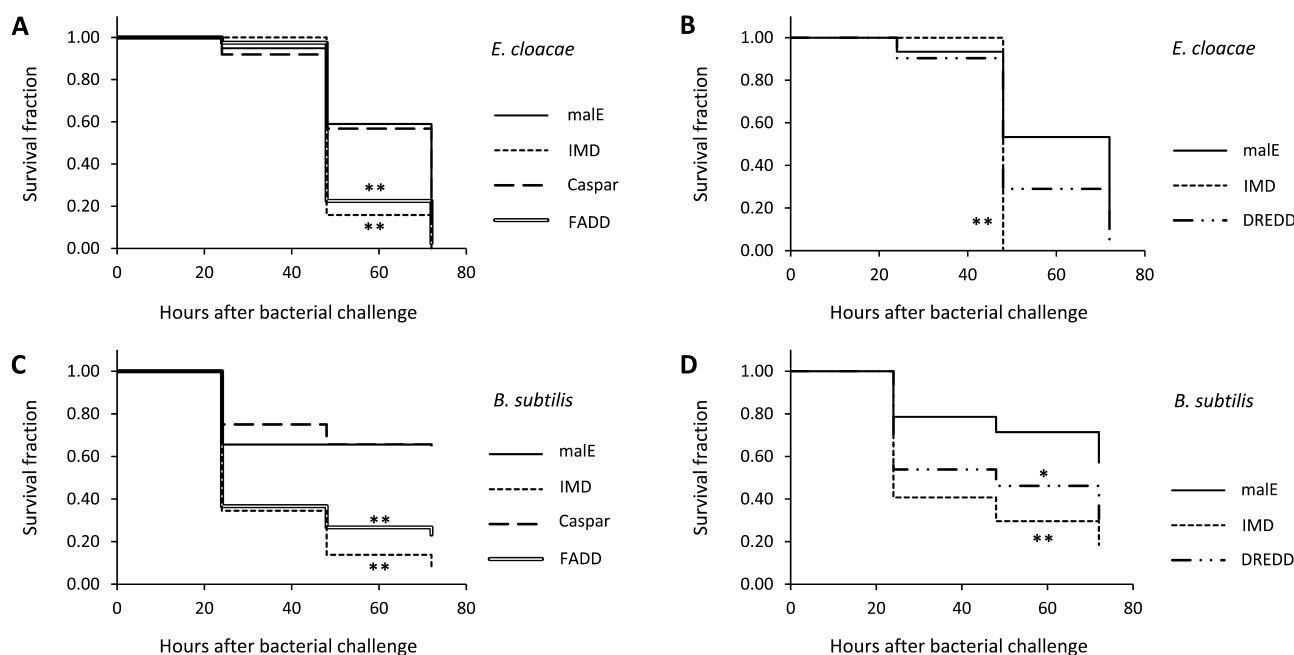 A
E. cloacae
1.00
0.80
0.60
0.40
0.20
0.00
Survival fraction
malE
IMD
Caspar
FADD
**
**
0 20 40 60 80
Hours after bacterial challenge
B
E. cloacae
1.00
0.80
0.60
0.40
0.20
0.00
Survival fraction
malE
IMD
DREDD
**
0 20 40 60 80
Hours after bacterial challenge
C
B. subtilis
1.00
0.80
0.60
0.40
0.20
0.00
Survival fraction
malE
IMD
Caspar
FADD
**
**
0 20 40 60 80
Hours after bacterial challenge
D
B. subtilis
1.00
0.80
0.60
0.40
0.20
0.00
Survival fraction
malE
IMD
DREDD
*
**
0 20 40 60 80
Hours after bacterial challenge